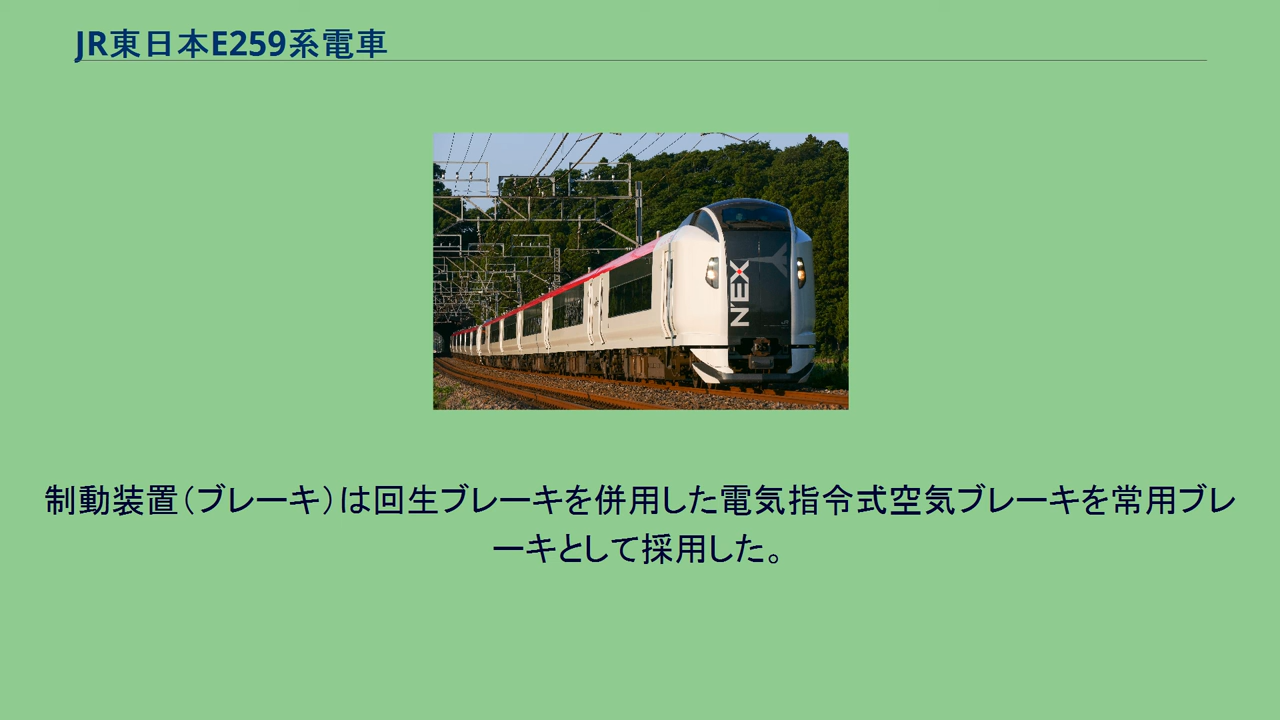 JR東日本E259系電車
N'EX
制動装置（ブレーキ）は回生ブレーキを併用した電気指令式空気ブレーキを常用ブレ
ーキとして採用した。